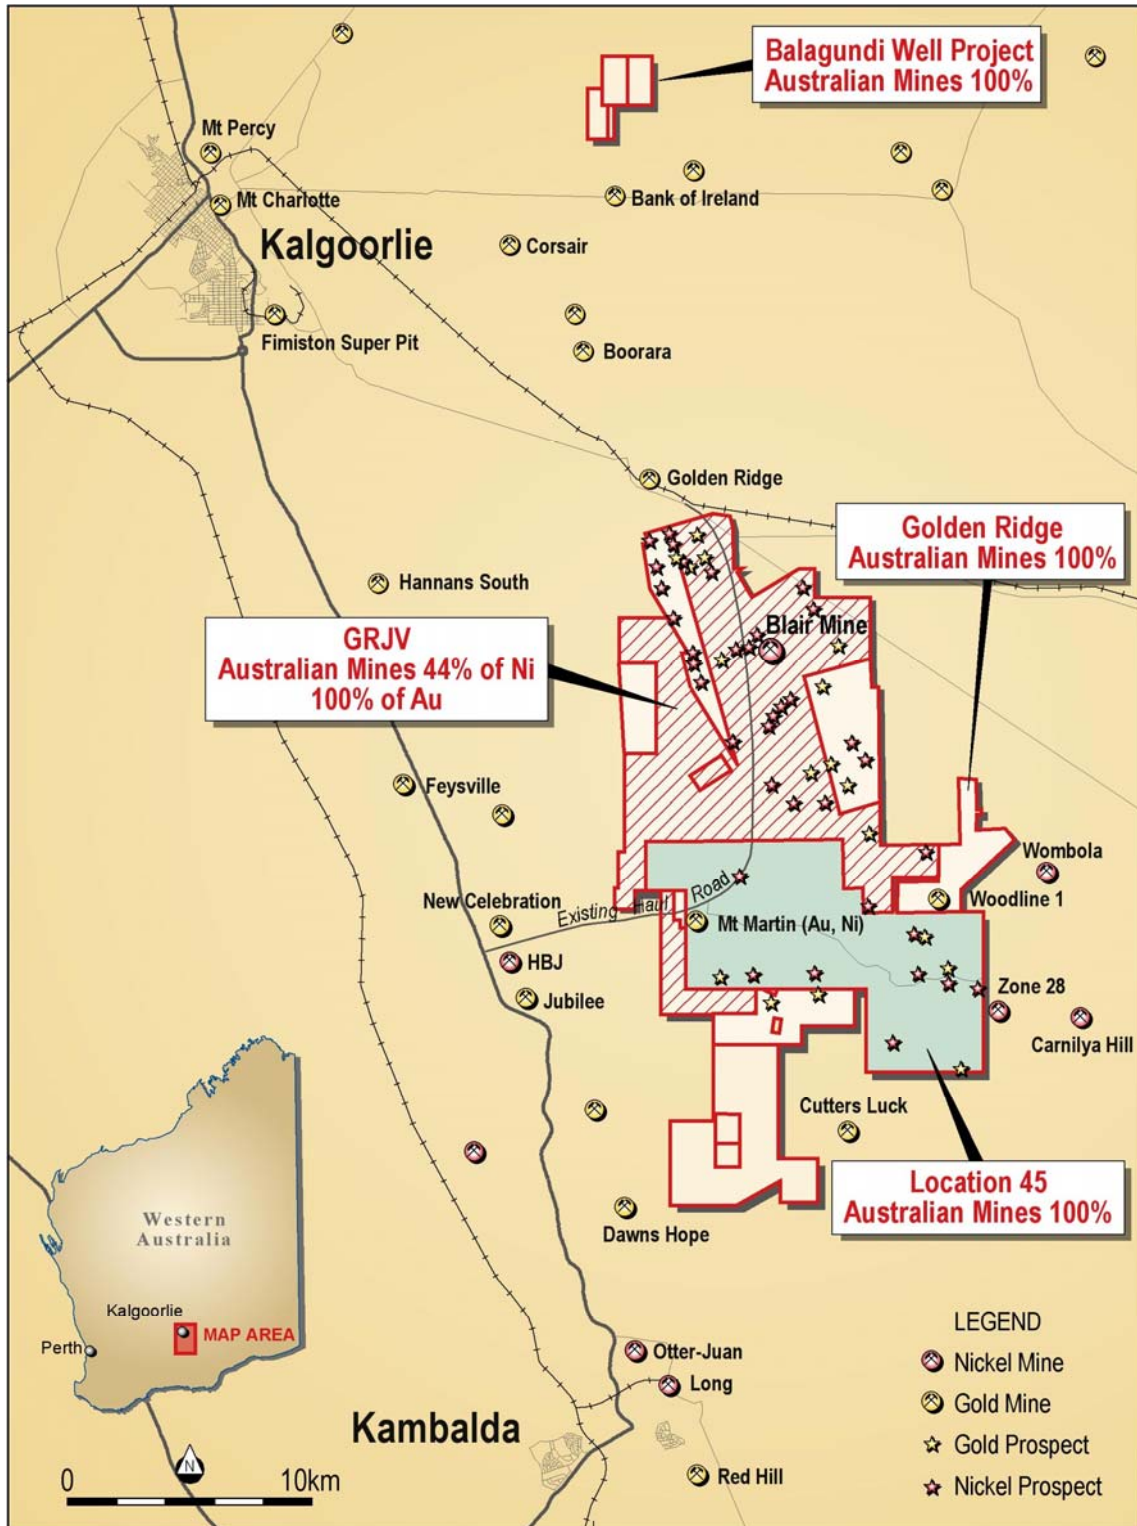 Balagundi Well Project
Australian Mines 100%
Mt Percy
Mt Charlotte
Bank of Ireland
Kalgoorlie
Corsair
Fimiston Super Pit
Boorara
Golden Ridge
Golden Ridge
Australian Mines 100%
Hannans South
GRJV
Australian Mines 44% of Ni
100% of Au
Blair Mine
Feysville
Wombola
Woodline 1
New Celebration
Existing Haul Road
Mt Martin (Au, Ni)
HBJ
Jubilee
Zone 28
Carnilya Hill
Cutters Luck
Location 45
Australian Mines 100%
Dawns Hope
Western
Australia
Kalgoorlie
MAP AREA
Perth
Otter-Juan
Long
Kambalda
Red Hill
LEGEND
Nickel Mine
Gold Mine
Gold Prospect
Nickel Prospect
N
0 10km